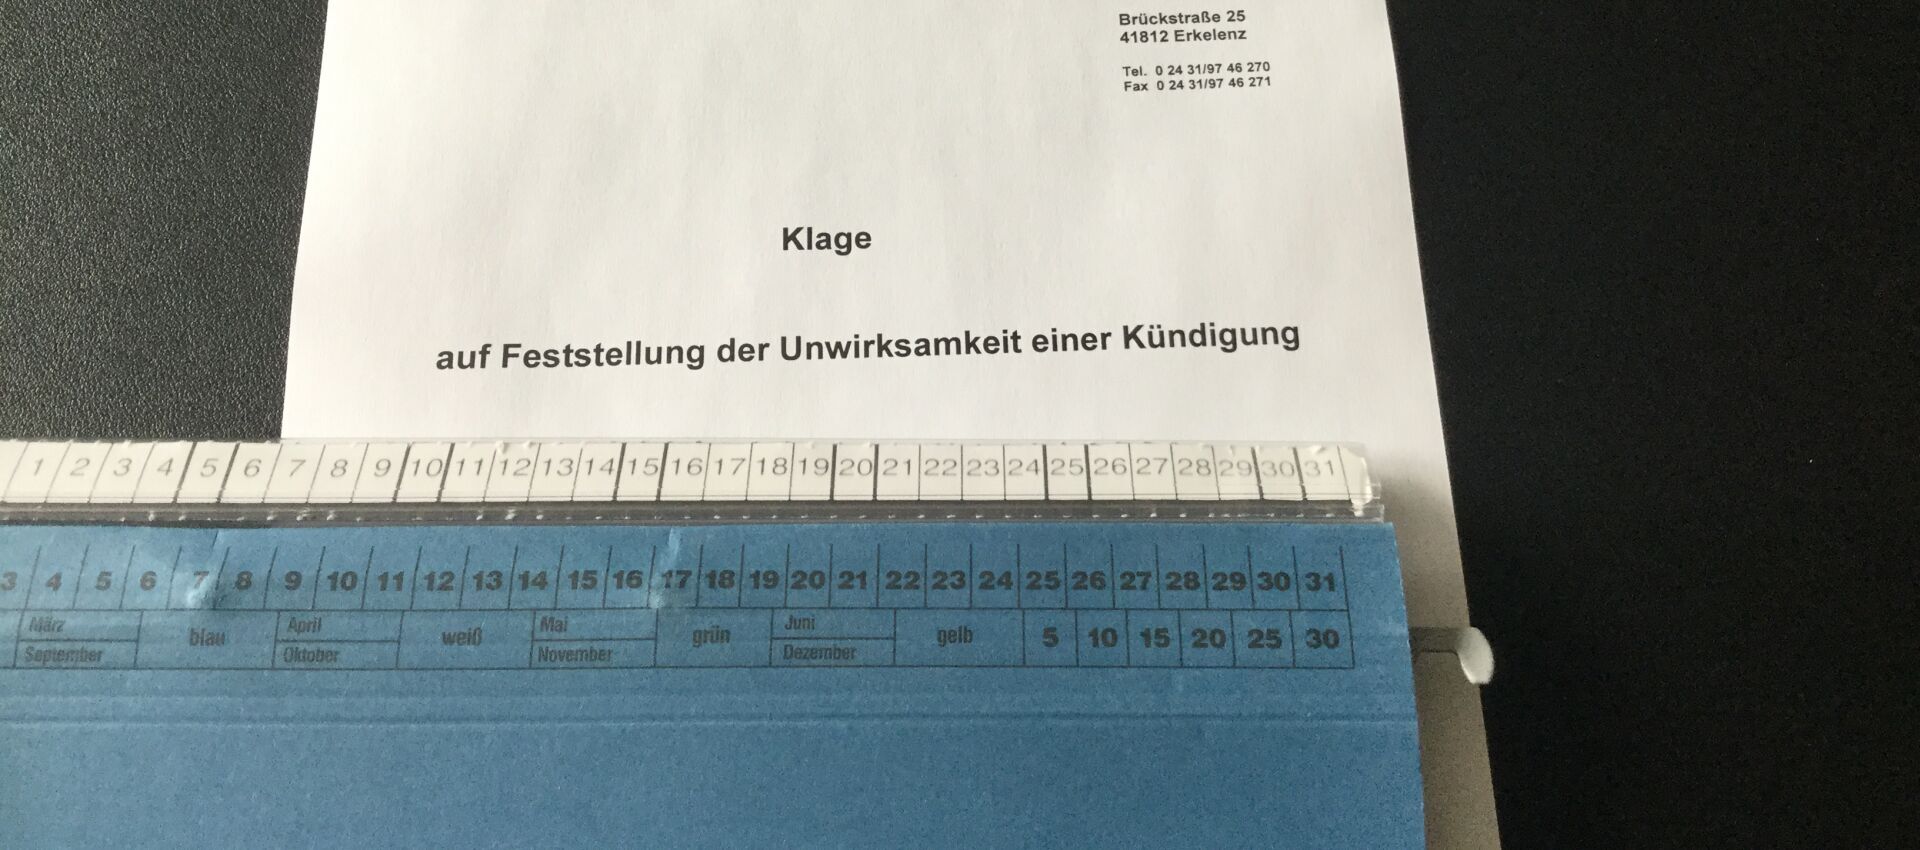 Brückstraße 25
41812 Erkelenz
Tel. 0 24 31/97 46 270
Fax 0 24 31/97 46 271
Klage
auf Feststellung der Unwirksamkeit einer Kündigung
1 2 3 4 5 6 7 8 9 10 11 12 13 14 15 16 17 18 19 20 21 22 23 24 25 26 27 28 29 30 31
3 4 5 6 7 8 9 10 11 12 13 14 15 16 17 18 19 20 21 22 23 24 25 26 27 28 29 30 31
März blau April weiß Mai grün Juni gelb 5 10 15 20 25 30
September Oktober November Dezember